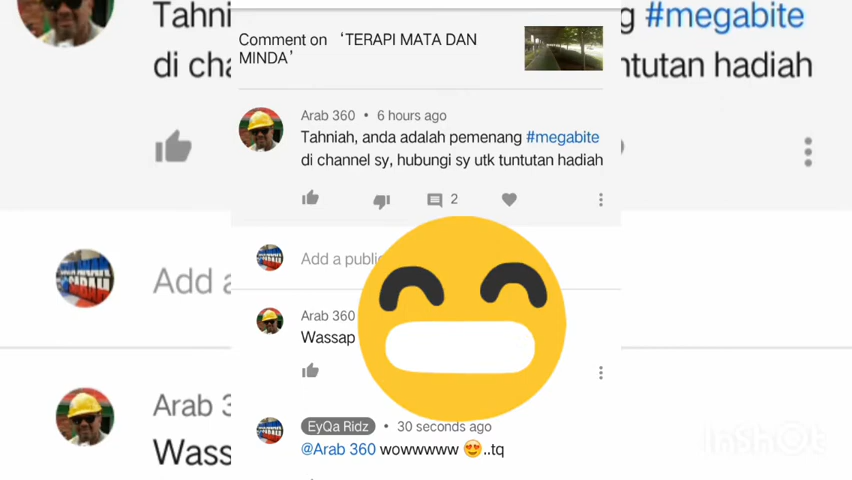 Comment on ‘TERAPI MATA DAN
MINDA’
Arab 360 • 6 hours ago
Tahniah, anda adalah pemenang #megabite
di channel sy, hubungi sy utk tuntutan hadiah
2
Add a public
Arab 360
Wassap
EyQa Ridz • 30 seconds ago
@Arab 360 wowwwww 😍..tq
Tahni
g #megabite
di cha
ntutan hadiah
Add a
Arab 3
Wass
InShOt